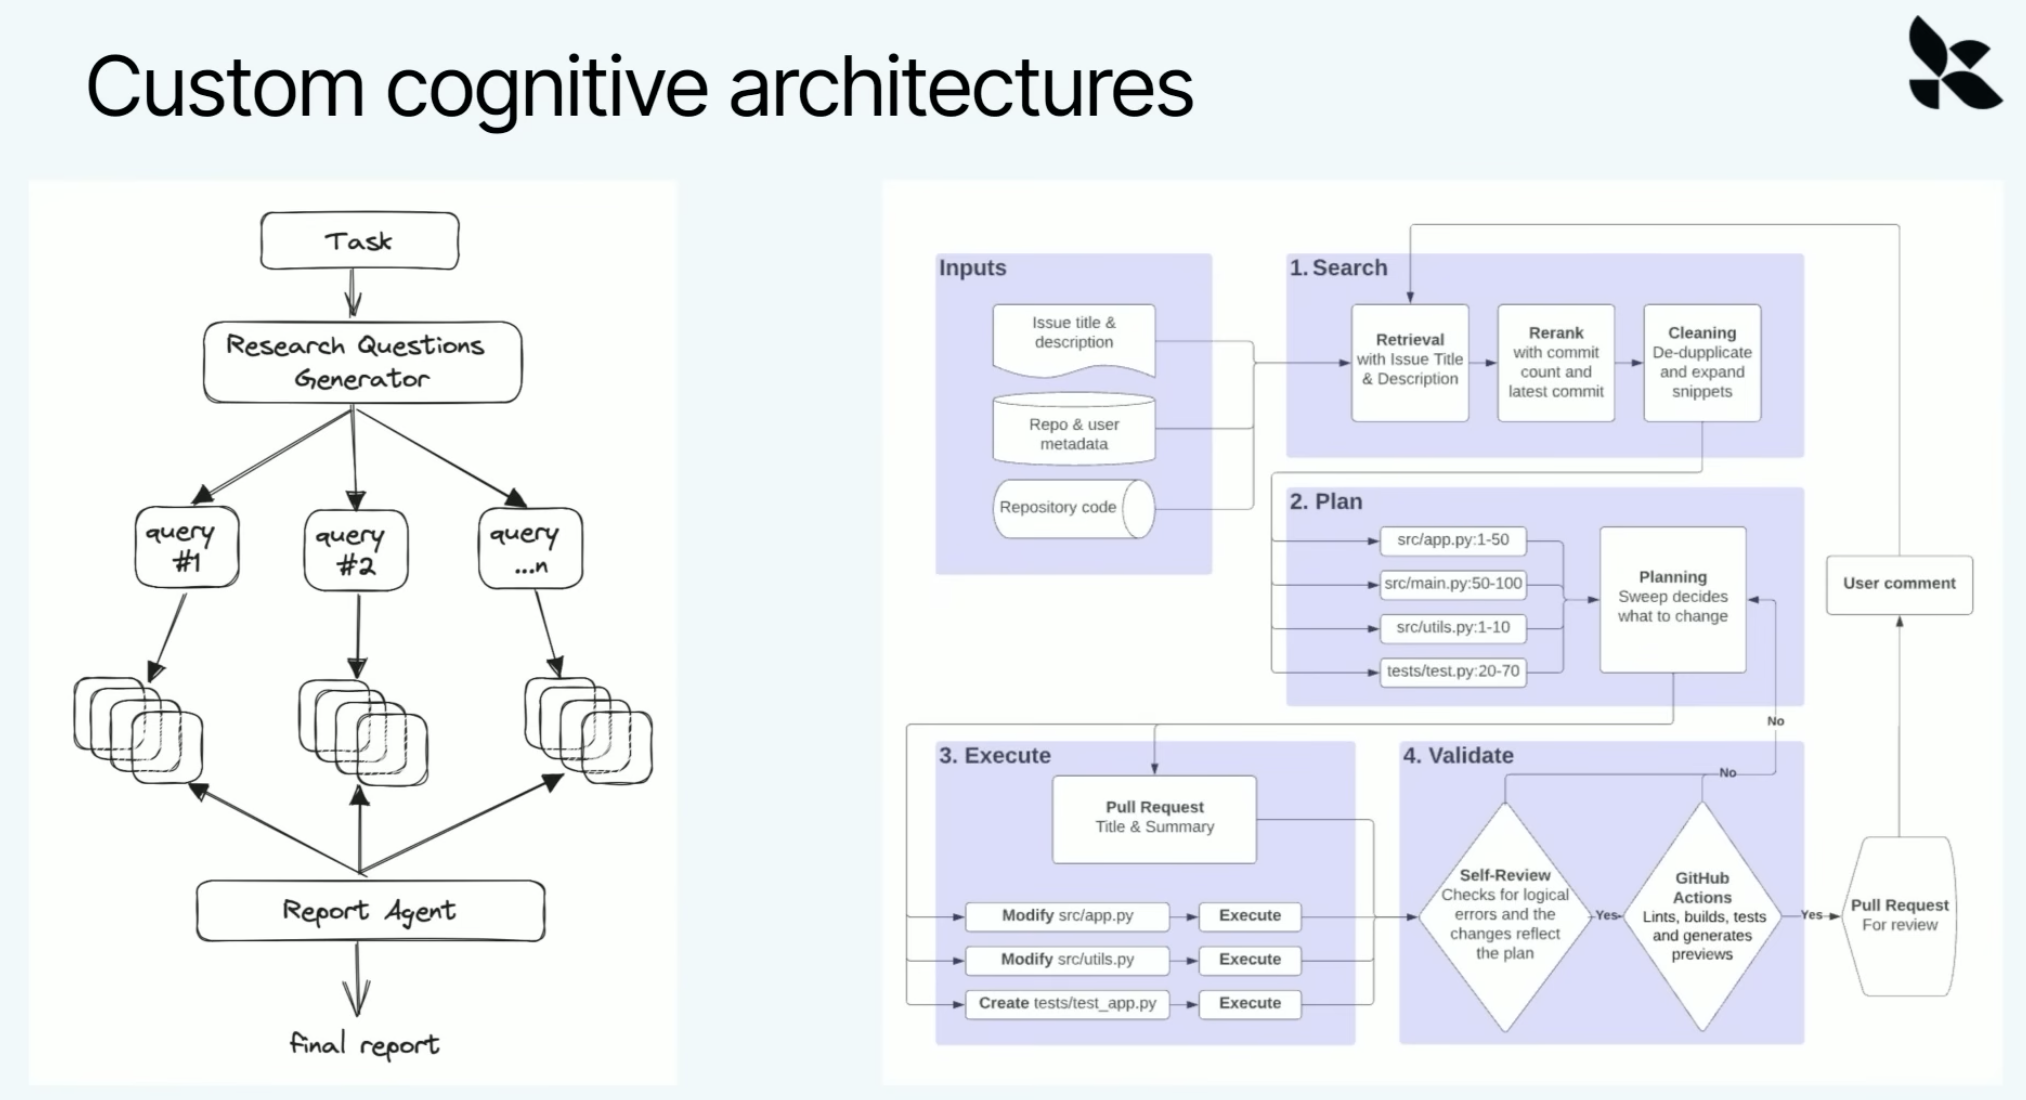 Custom cognitive architectures
Task
Research Questions
Generator
query
#1
query
#2
query
...n
Report Agent
final report
Inputs
Issue title &
description
Repo & user
metadata
Repository code
1. Search
Retrieval
with Issue Title
& Description
Rerank
with commit
count and
latest commit
Cleaning
De-dupplicate
and expand
snippets
2. Plan
src/app.py:1-50
src/main.py:50-100
src/utils.py:1-10
tests/test.py:20-70
Planning
Sweep decides
what to change
User comment
No
3. Execute
Pull Request
Title & Summary
Modify src/app.py
Execute
Modify src/utils.py
Execute
Create tests/test_app.py
Execute
4. Validate
No
Self-Review
Checks for logical
errors and the
changes reflect
the plan
Yes
GitHub
Actions
Lints, builds, tests
and generates
previews
Yes
Pull Request
For review